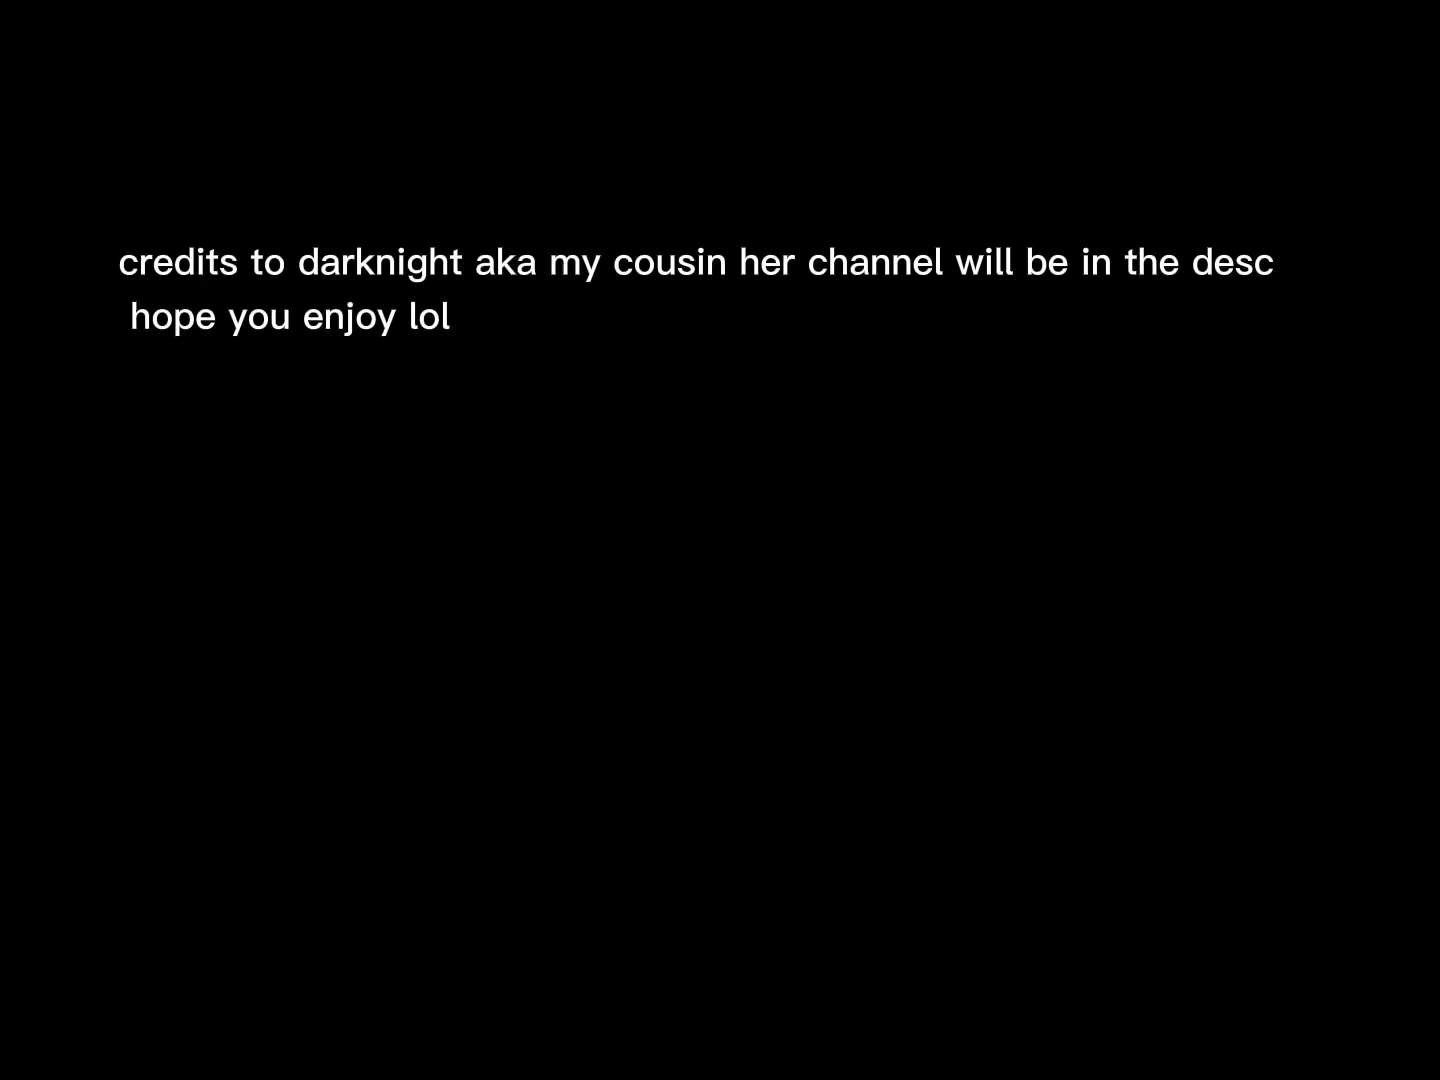 credits to darknight aka my cousin her channel will be in the desc
hope you enjoy lol